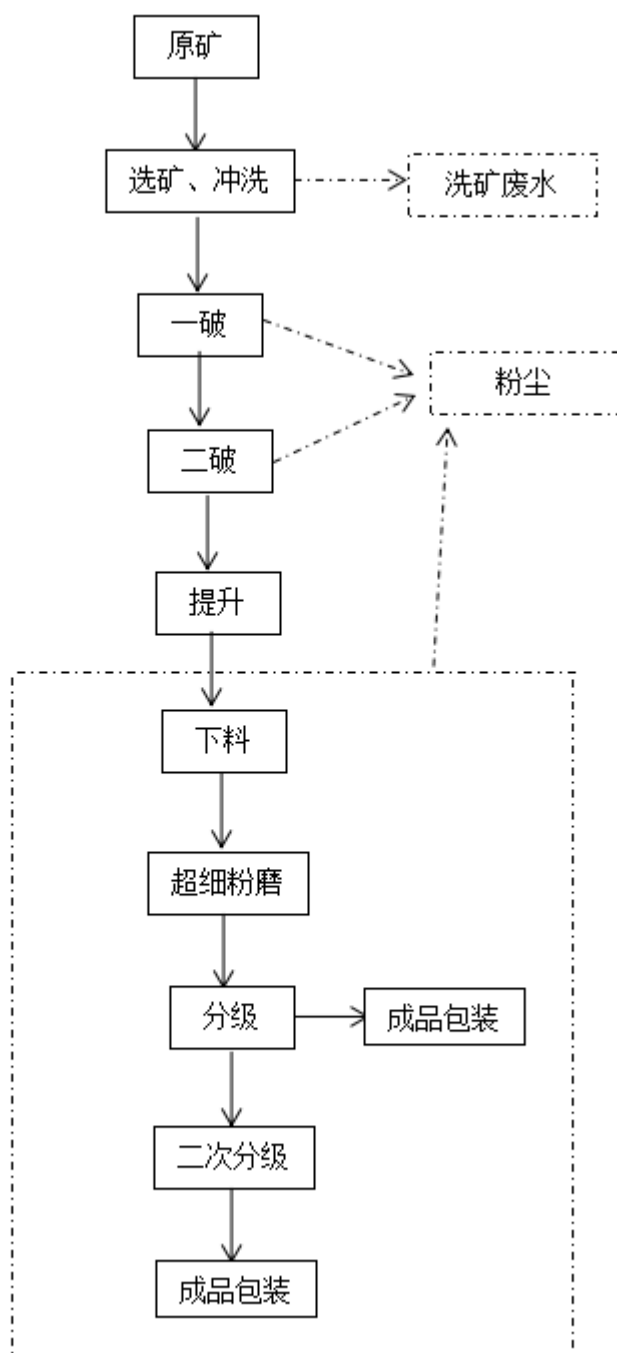 原矿
选矿、冲洗
洗矿废水
一破
粉尘
二破
提升
下料
超细粉磨
分级
成品包装
二次分级
成品包装